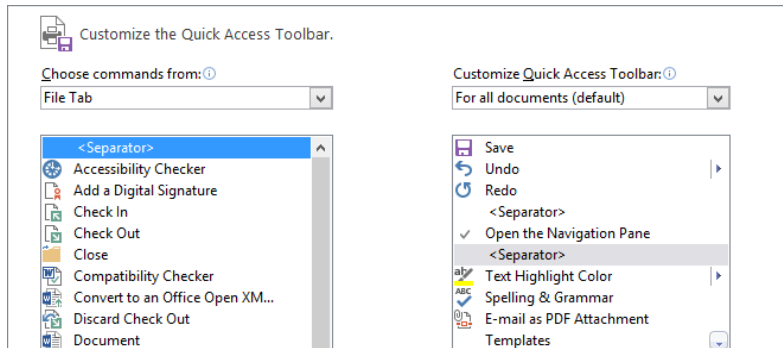 Customize the Quick Access Toolbar.
Choose commands from:
File Tab
<Separator>
Accessibility Checker
Add a Digital Signature
Check In
Check Out
Close
Compatibility Checker
Convert to an Office Open XM...
Discard Check Out
Document
Customize Quick Access Toolbar:
For all documents (default)
Save
Undo
Redo
<Separator>
Open the Navigation Pane
<Separator>
Text Highlight Color
Spelling & Grammar
E-mail as PDF Attachment
Templates